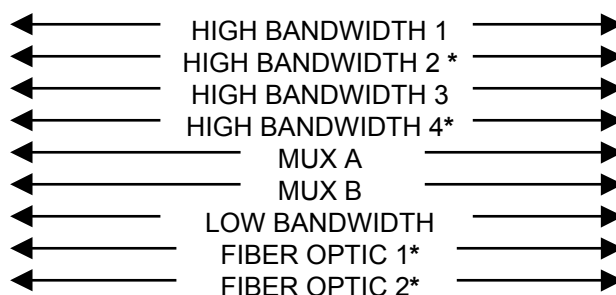 HIGH BANDWIDTH 1
HIGH BANDWIDTH 2 *
HIGH BANDWIDTH 3
HIGH BANDWIDTH 4*
MUX A
MUX B
LOW BANDWIDTH
FIBER OPTIC 1*
FIBER OPTIC 2*